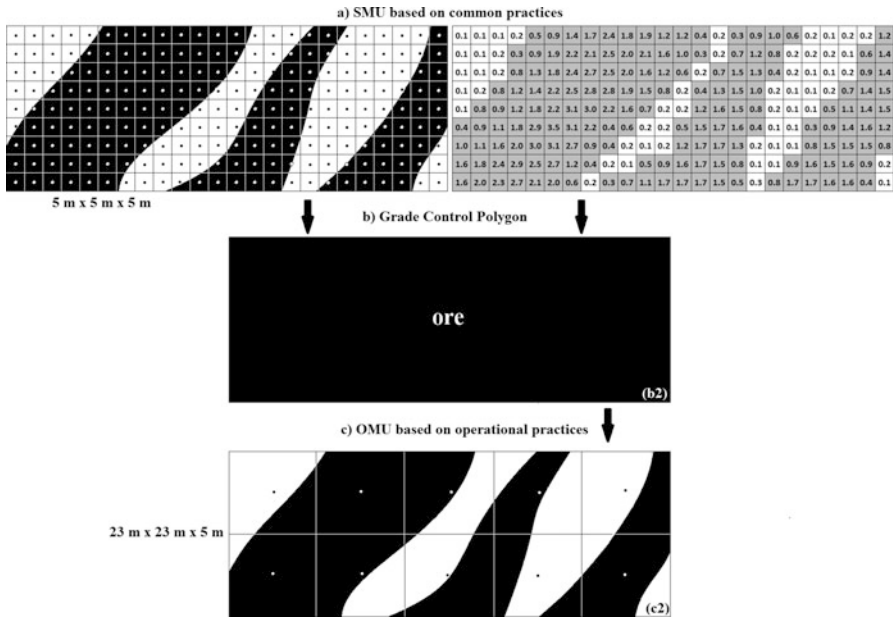 a) SMU based on common practices
0.1 0.1 0.1 0.2 0.5 0.9 1.4 1.7 2.4 1.8 1.9 1.2 1.2 0.4 0.2 0.3 0.9 1.0 0.6 0.2 0.1 0.2 0.2 1.2
0.1 0.1 0.2 0.3 0.9 1.9 2.2 2.1 2.5 2.0 2.1 1.6 1.0 0.3 0.2 0.7 1.2 0.8 0.2 0.2 0.2 0.1 0.6 1.4
0.1 0.1 0.2 0.8 1.3 1.8 2.4 2.7 2.5 2.0 1.6 1.2 0.6 0.2 0.7 1.5 1.3 0.4 0.2 0.1 0.1 0.2 0.9 1.4
0.1 0.2 0.8 1.2 1.4 2.2 2.5 2.8 2.8 1.9 1.5 0.8 0.2 0.4 1.3 1.5 1.0 0.2 0.1 0.1 0.2 0.7 1.4 1.5
0.1 0.8 0.9 1.2 1.8 2.2 3.1 3.0 2.2 1.6 0.7 0.2 0.2 1.2 1.6 1.5 0.8 0.2 0.1 0.1 0.5 1.1 1.4 1.5
0.4 0.9 1.1 1.8 2.9 3.5 3.1 2.2 0.4 0.6 0.2 0.2 0.5 1.5 1.7 1.6 0.4 0.1 0.1 0.3 0.9 1.4 1.6 1.3
1.0 1.1 1.6 2.0 3.0 3.1 2.7 0.9 0.4 0.2 0.2 0.4 1.2 1.7 1.7 1.3 0.2 0.1 0.2 0.8 1.5 1.5 1.5 0.8
1.6 1.8 2.4 2.9 2.5 2.7 1.2 0.4 0.2 0.1 0.5 0.9 1.6 1.7 1.5 0.8 0.1 0.1 0.9 1.6 1.5 1.6 0.9 0.2
1.6 2.0 2.3 2.7 2.1 2.0 0.6 0.2 0.3 0.7 1.1 1.7 1.7 1.7 1.5 0.5 0.3 0.8 1.7 1.7 1.6 1.6 0.4 0.1
5 m x 5 m x 5 m
b) Grade Control Polygon
ore
(b2)
c) OMU based on operational practices
23 m x 23 m x 5 m
(c2)